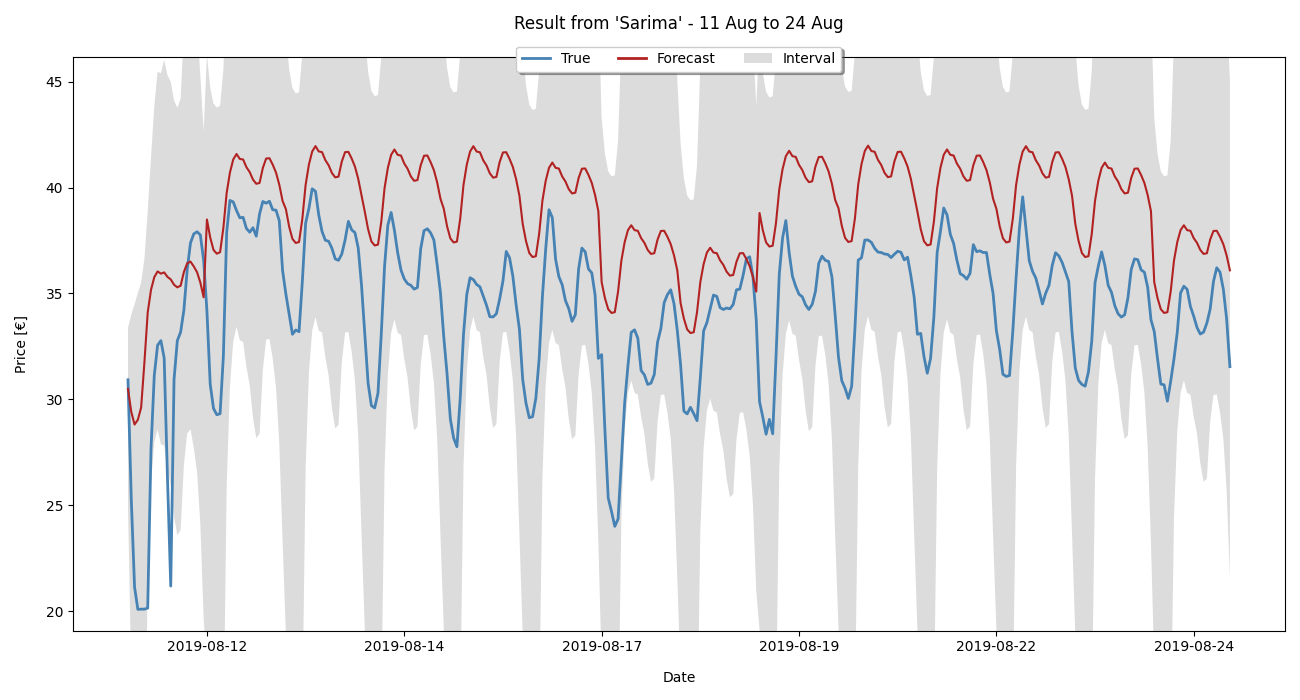 Result from 'Sarima' - 11 Aug to 24 Aug
True Forecast Interval
45
40
35
30
25
20
Price [€]
2019-08-12 2019-08-14 2019-08-17 2019-08-19 2019-08-22 2019-08-24
Date